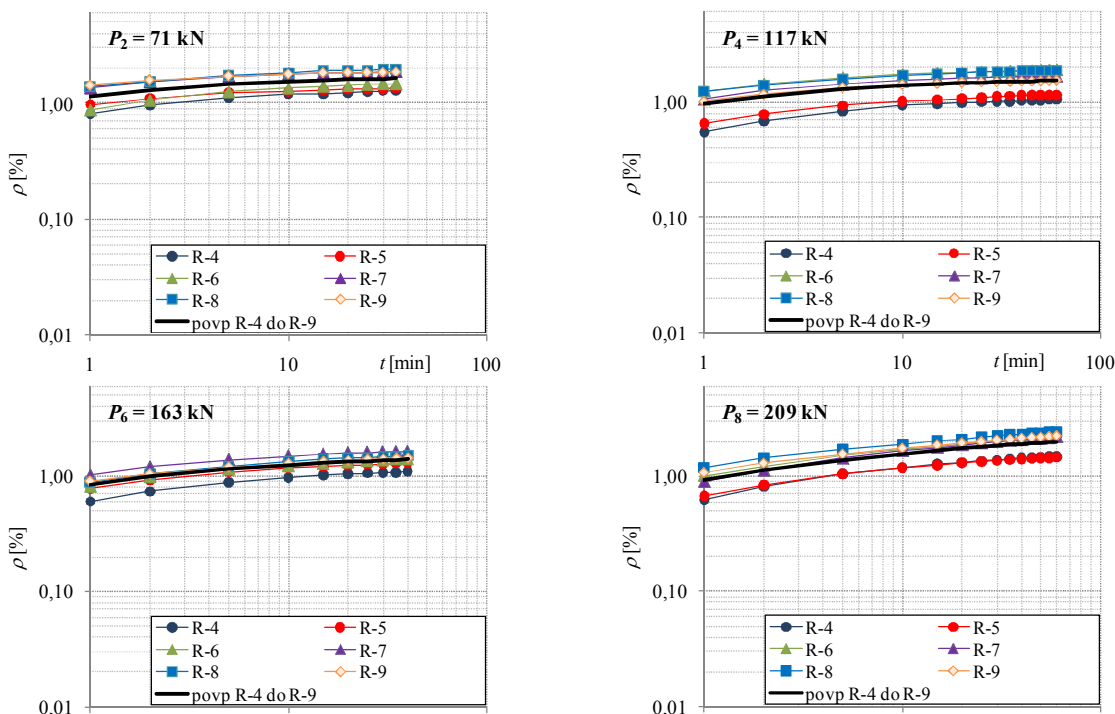 P2 = 71 kN
1,00
0,10
0,01
ρ [%]
R-4
R-5
R-6
R-7
R-8
R-9
povp R-4 do R-9
1
10
t [min]
100
P4 = 117 kN
1,00
0,10
0,01
ρ [%]
R-4
R-5
R-6
R-7
R-8
R-9
povp R-4 do R-9
1
10
t [min]
100
P6 = 163 kN
1,00
0,10
0,01
ρ [%]
R-4
R-5
R-6
R-7
R-8
R-9
povp R-4 do R-9
P8 = 209 kN
1,00
0,10
0,01
ρ [%]
R-4
R-5
R-6
R-7
R-8
R-9
povp R-4 do R-9